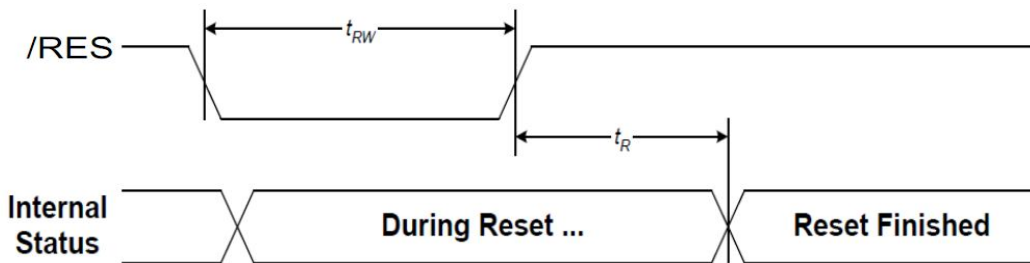 /RES
tRW
tR
Internal
Status
During Reset ...
Reset Finished